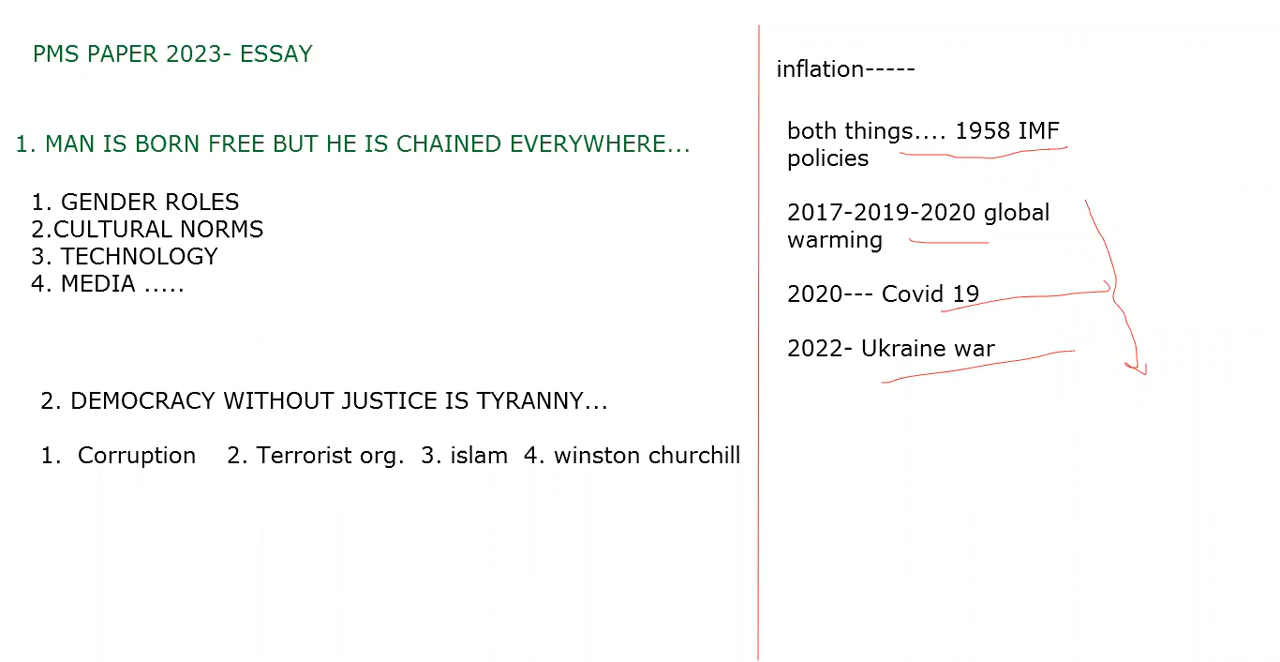 PMS PAPER 2023- ESSAY
1. MAN IS BORN FREE BUT HE IS CHAINED EVERYWHERE...
1. GENDER ROLES
2.CULTURAL NORMS
3. TECHNOLOGY
4. MEDIA .....
2. DEMOCRACY WITHOUT JUSTICE IS TYRANNY...
1. Corruption 2. Terrorist org. 3. islam 4. winston churchill
inflation-----
both things.... 1958 IMF
policies
2017-2019-2020 global
warming
2020--- Covid 19
2022- Ukraine war